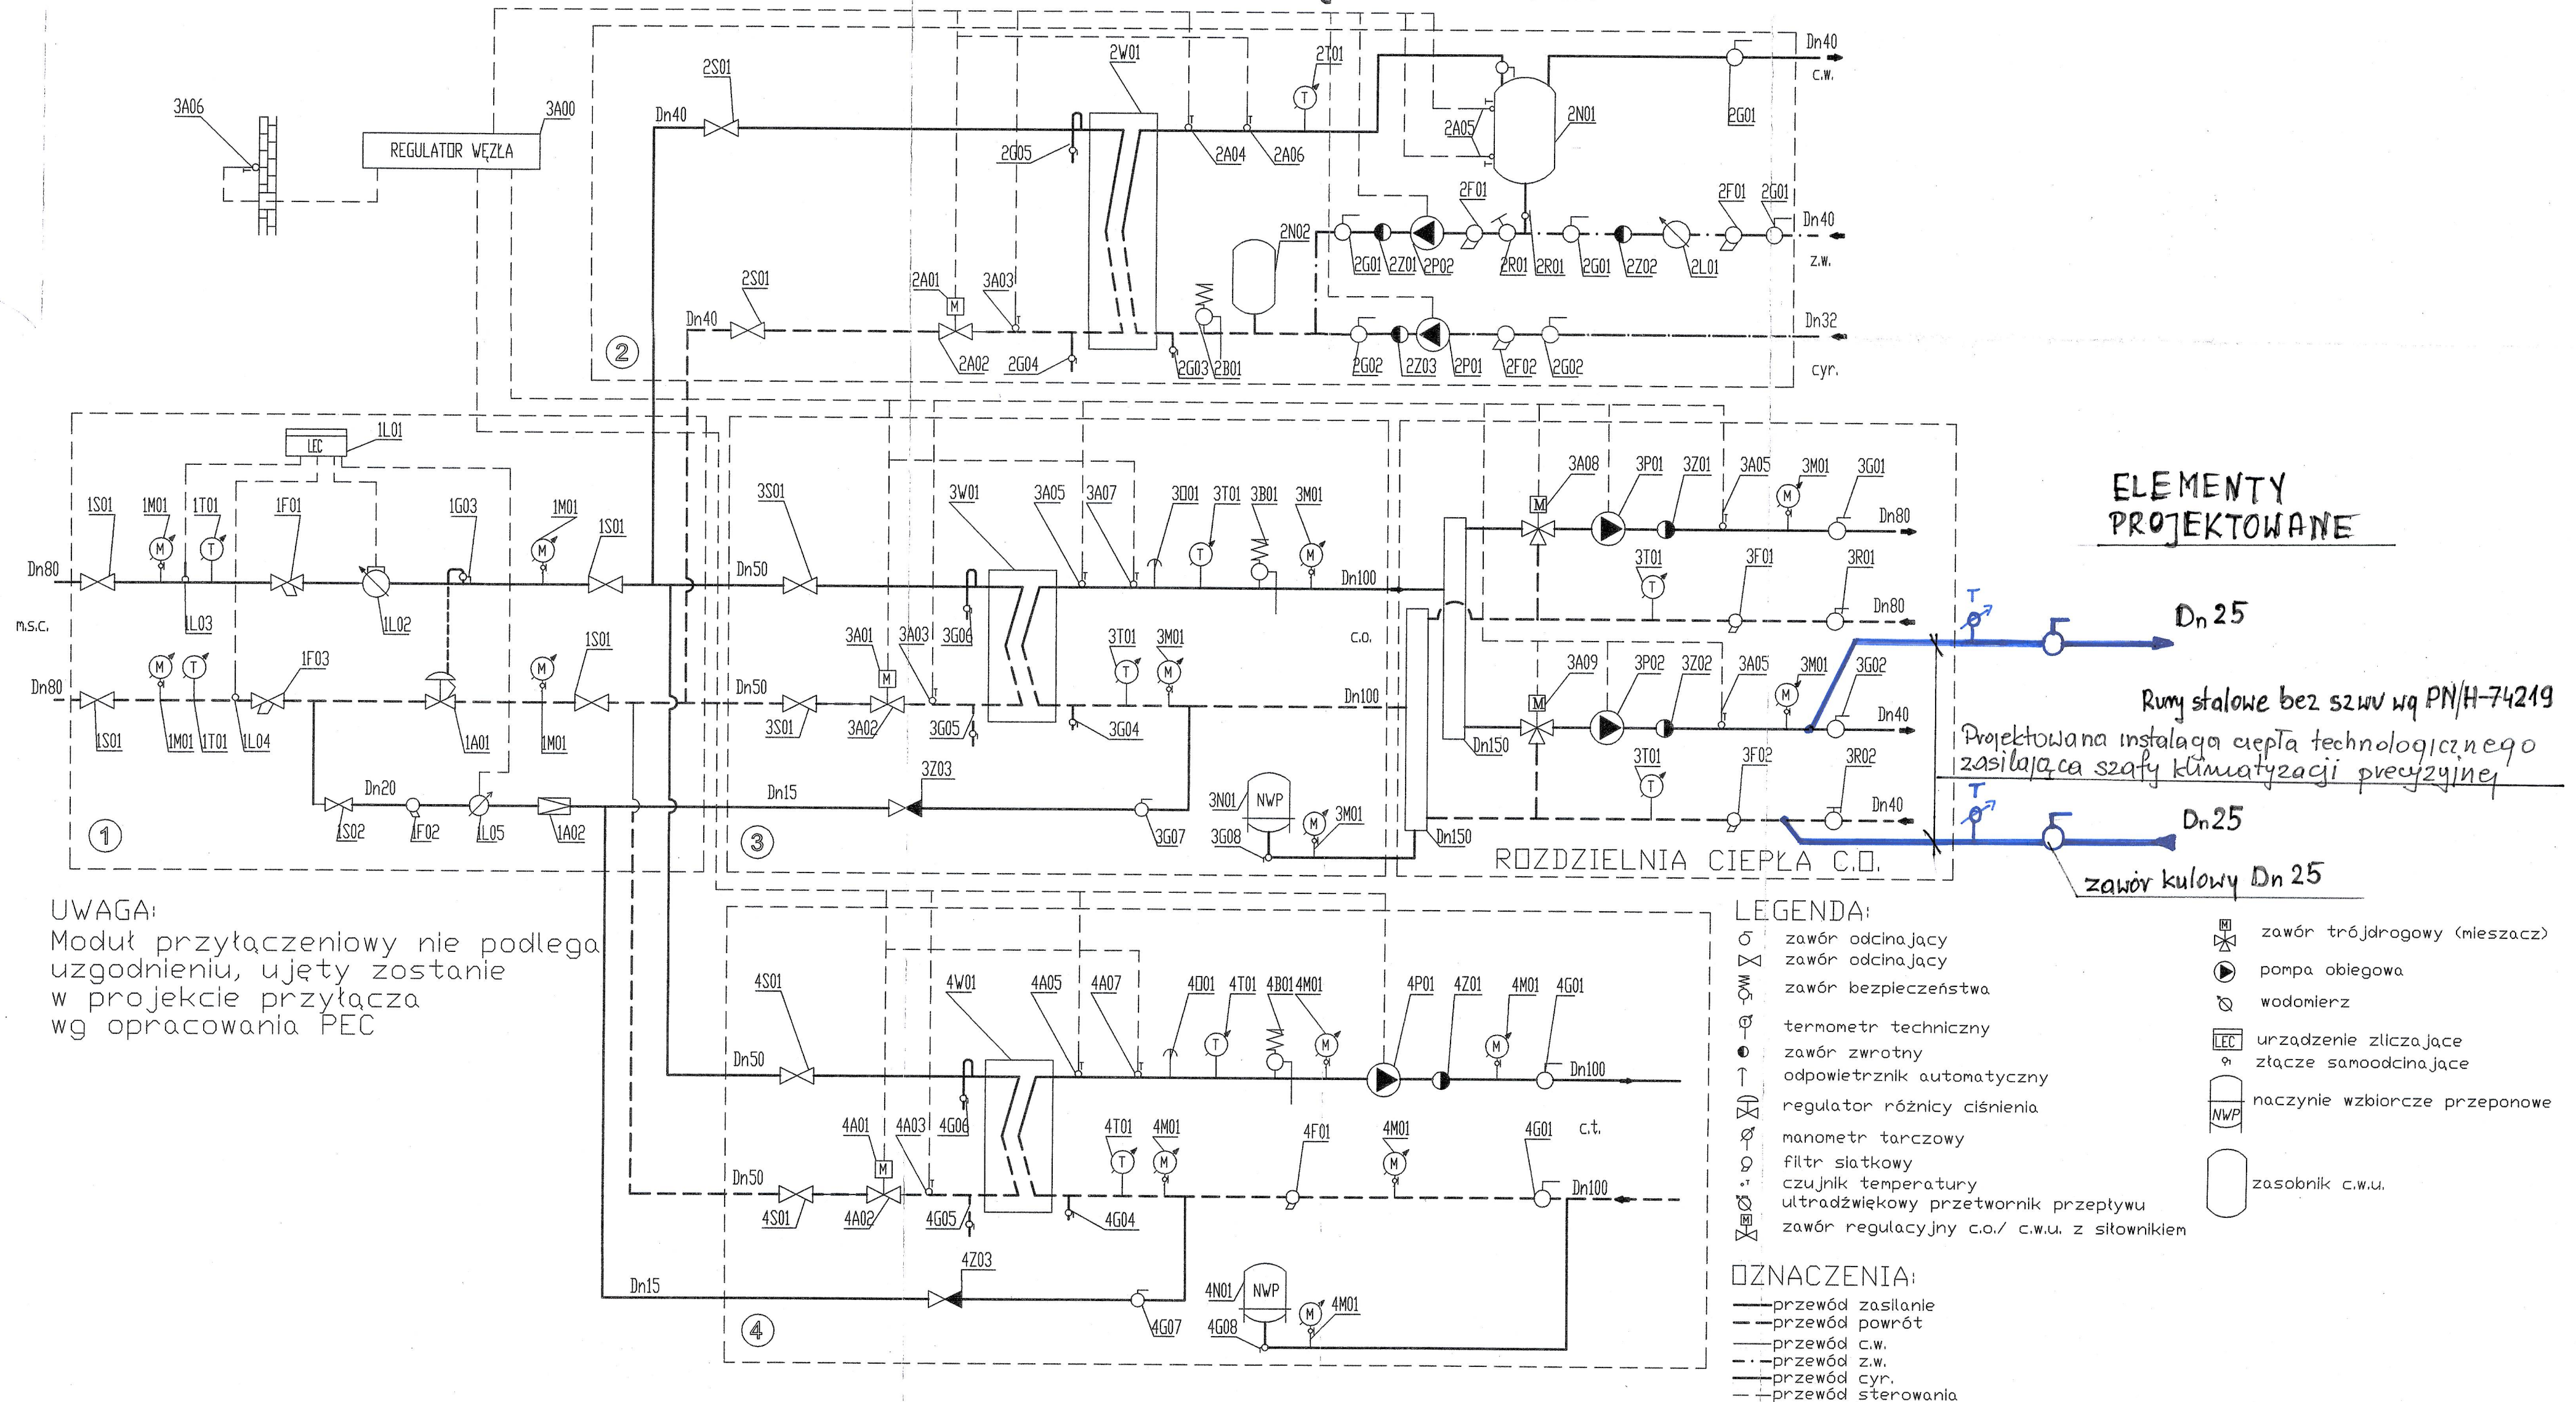 Dn40
c.w.
2S01
2W01
2T01
3A06
3A00
REGULATOR WĘZŁA
Dn40
2G05
2A04
2A06
2A05
2N01
2G01
2F01
2F01
2G01
Dn40
z.w.
2N02
2G01
2Z01
2P02
2R01
2R01
2G01
2Z02
2L01
2S01
2A01
M
3A03
Dn40
Dn32
cyr.
2
2A02
2G04
2G03
2B01
2G02
2Z03
2P01
2F02
2G02
1L01
LEC
1S01
1M01
1T01
1F01
1G03
1M01
1S01
Dn80
m.s.c.
1L03
1L02
1F03
1S01
Dn80
1S01
1M01
1T01
1L04
1A01
1M01
Dn20
1S02
1F02
1L05
1A02
1
3S01
3W01
3A05
3A07
3O01
3T01
3B01
3M01
Dn50
Dn100
c.o.
3G06
3A01
3A03
3T01
3M01
Dn50
Dn100
3S01
3A02
3G05
3G04
3Z03
Dn15
3G07
3N01
NWP
3M01
3G08
Dn150
3
3A08
3P01
3Z01
3A05
3M01
3G01
Dn80
3T01
3F01
3R01
Dn80
3A09
3P02
3Z02
3A05
3M01
3G02
Dn40
Dn150
3T01
3F02
3R02
Dn40
ROZDZIELNIA CIEPŁA C.O.
ELEMENTY
PROJEKTOWANE
T
Dn 25
Rury stalowe bez szwu wg PN/H-74219
Projektowana instalacja ciepła technologicznego
zasilająca szafy klimatyzacji precyzyjnej
T
Dn 25
zawór kulowy Dn 25
UWAGA:
Moduł przyłączeniowy nie podlega
uzgodnieniu, ujęty zostanie
w projekcie przyłącza
wg opracowania PEC
4S01
4W01
4A05
4A07
4O01
4T01
4B01
4M01
4P01
4Z01
4M01
4G01
Dn50
Dn100
4G06
4A01
4A03
4T01
4M01
4F01
4M01
4G01
c.t.
Dn50
Dn100
4S01
4A02
4G05
4G04
4Z03
Dn15
4G07
4N01
NWP
4M01
4G08
4
LEGENDA:
zawór odcinający
zawór odcinający
zawór bezpieczeństwa
termometr techniczny
zawór zwrotny
odpowietrznik automatyczny
regulator różnicy ciśnienia
manometr tarczowy
filtr siatkowy
czujnik temperatury
ultradźwiękowy przetwornik przepływu
zawór regulacyjny c.o./ c.w.u. z siłownikiem
zawór trójdrogowy (mieszacz)
pompa obiegowa
wodomierz
LEC urządzenie zliczające
złącze samoodcinające
naczynie wzbiorcze przeponowe
NWP
zasobnik c.w.u.
OZNACZENIA:
przewód zasilanie
przewód powrót
przewód c.w.
przewód z.w.
przewód cyr.
przewód sterowania